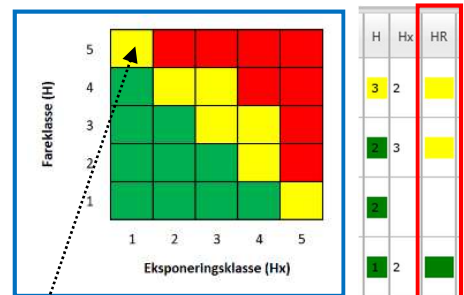 Fareklasse (H)
5
4
3
2
1
1 2 3 4 5
Eksponeringsklasse (Hx)
H Hx HR
3 2
2 3
2
1 2